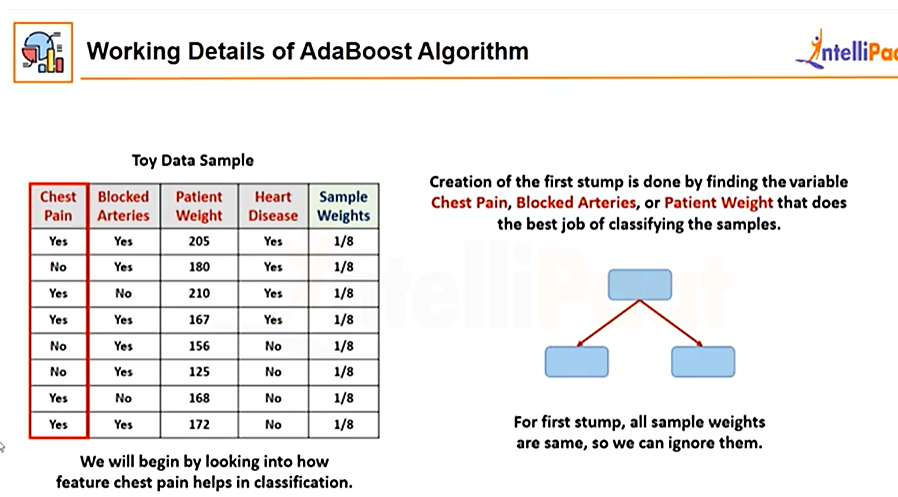 Working Details of AdaBoost Algorithm
Toy Data Sample
Chest Pain Blocked Arteries Patient Weight Heart Disease Sample Weights
Yes Yes 205 Yes 1/8
No Yes 180 Yes 1/8
Yes No 210 Yes 1/8
Yes Yes 167 Yes 1/8
No Yes 156 No 1/8
No Yes 125 No 1/8
Yes No 168 No 1/8
Yes Yes 172 No 1/8
We will begin by looking into how
feature chest pain helps in classification.
Creation of the first stump is done by finding the variable
Chest Pain, Blocked Arteries, or Patient Weight that does
the best job of classifying the samples.
For first stump, all sample weights
are same, so we can ignore them.